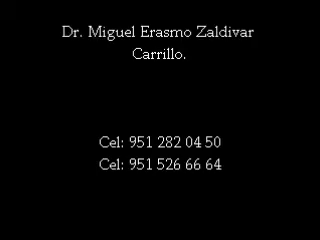 Dr. Miguel Erasmo Zaldivar
Carrillo.
Cel: 951 282 04 50
Cel: 951 526 66 64